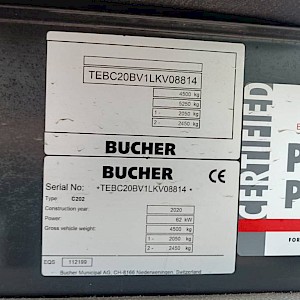 TEBC20BV1LKV08814
4500 kg
5250 kg
1 - 2050 kg
2 - 2450 kg
BUCHER
BUCHER CE
Serial No: *TEBC20BV1LKV08814*
Type: C202
Construction year: 2020
Power: 62 kW
Gross vehicle weight: 4500 kg
1 - 2050 kg
2 - 2450 kg
EQS 112199
Bucher Municipal AG, CH-8166 Niederweningen, Switzerland
CERTIFIED
FOR